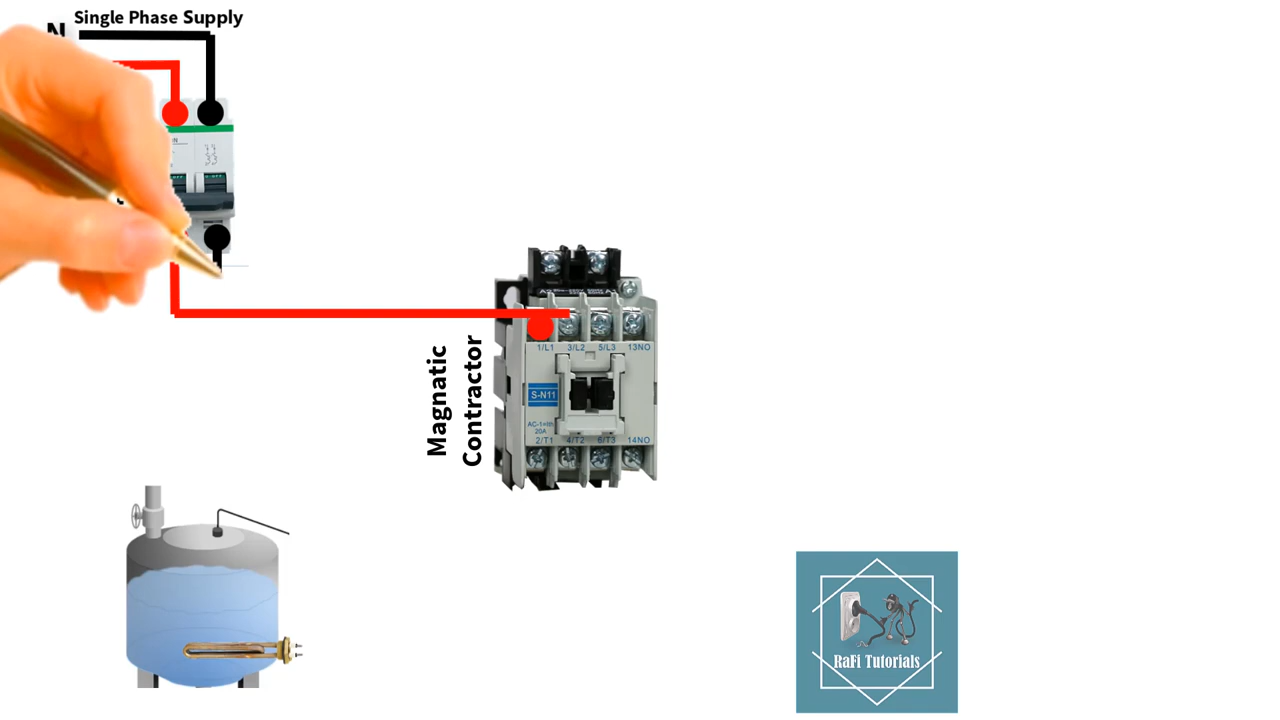 Single Phase Supply
N
Magnatic
Contractor
1/L1 3/L2 5/L3 13NO
S-N11
AC-1=Ith
20A
2/T1 4/T2 6/T3 14NO
RaFi Tutorials